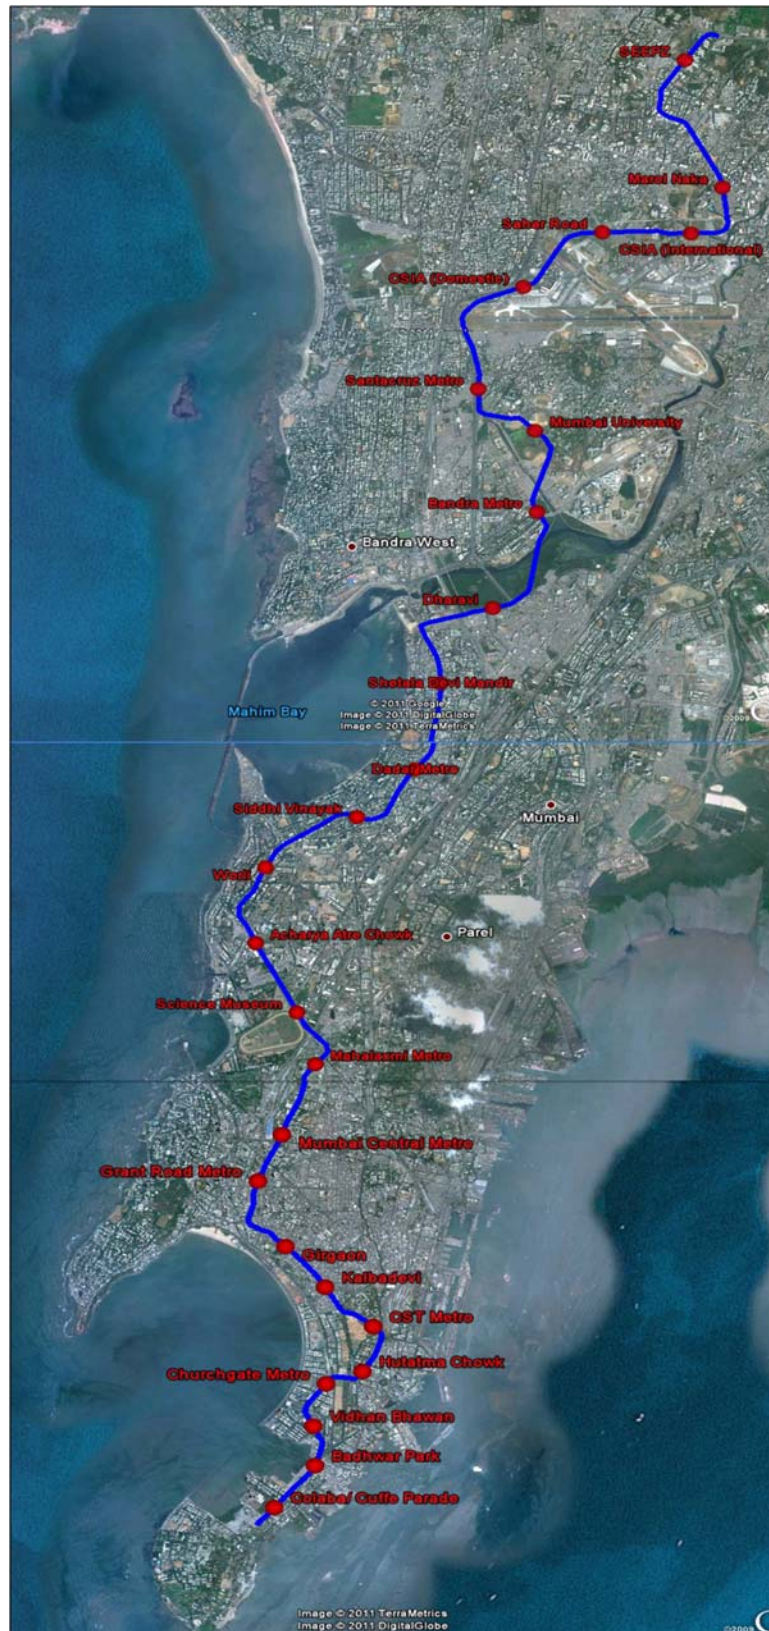 SEEPZ
Marol Naka
Sahar Road
CSIA (International)
CSIA (Domestic)
Santacruz Metro
Mumbai University
Bandra Metro
Bandra West
Dharavi
Shetala Devi Mandir
© 2011 Google
Image © 2011 DigitalGlobe
Image © 2011 TerraMetrics
Mahim Bay
©2009
Dadar Metro
Siddhi Vinayak
Mumbai
Worli
Parel
Acharya Atre Chowk
Science Museum
Mahalaxmi Metro
Mumbai Central Metro
Grant Road Metro
Girgaon
Kalbadevi
CST Metro
Hutatma Chowk
Churchgate Metro
Vidhan Bhawan
Badhwar Park
Colaba/ Cuffe Parade
Image © 2011 TerraMetrics
Image © 2011 DigitalGlobe
©2009